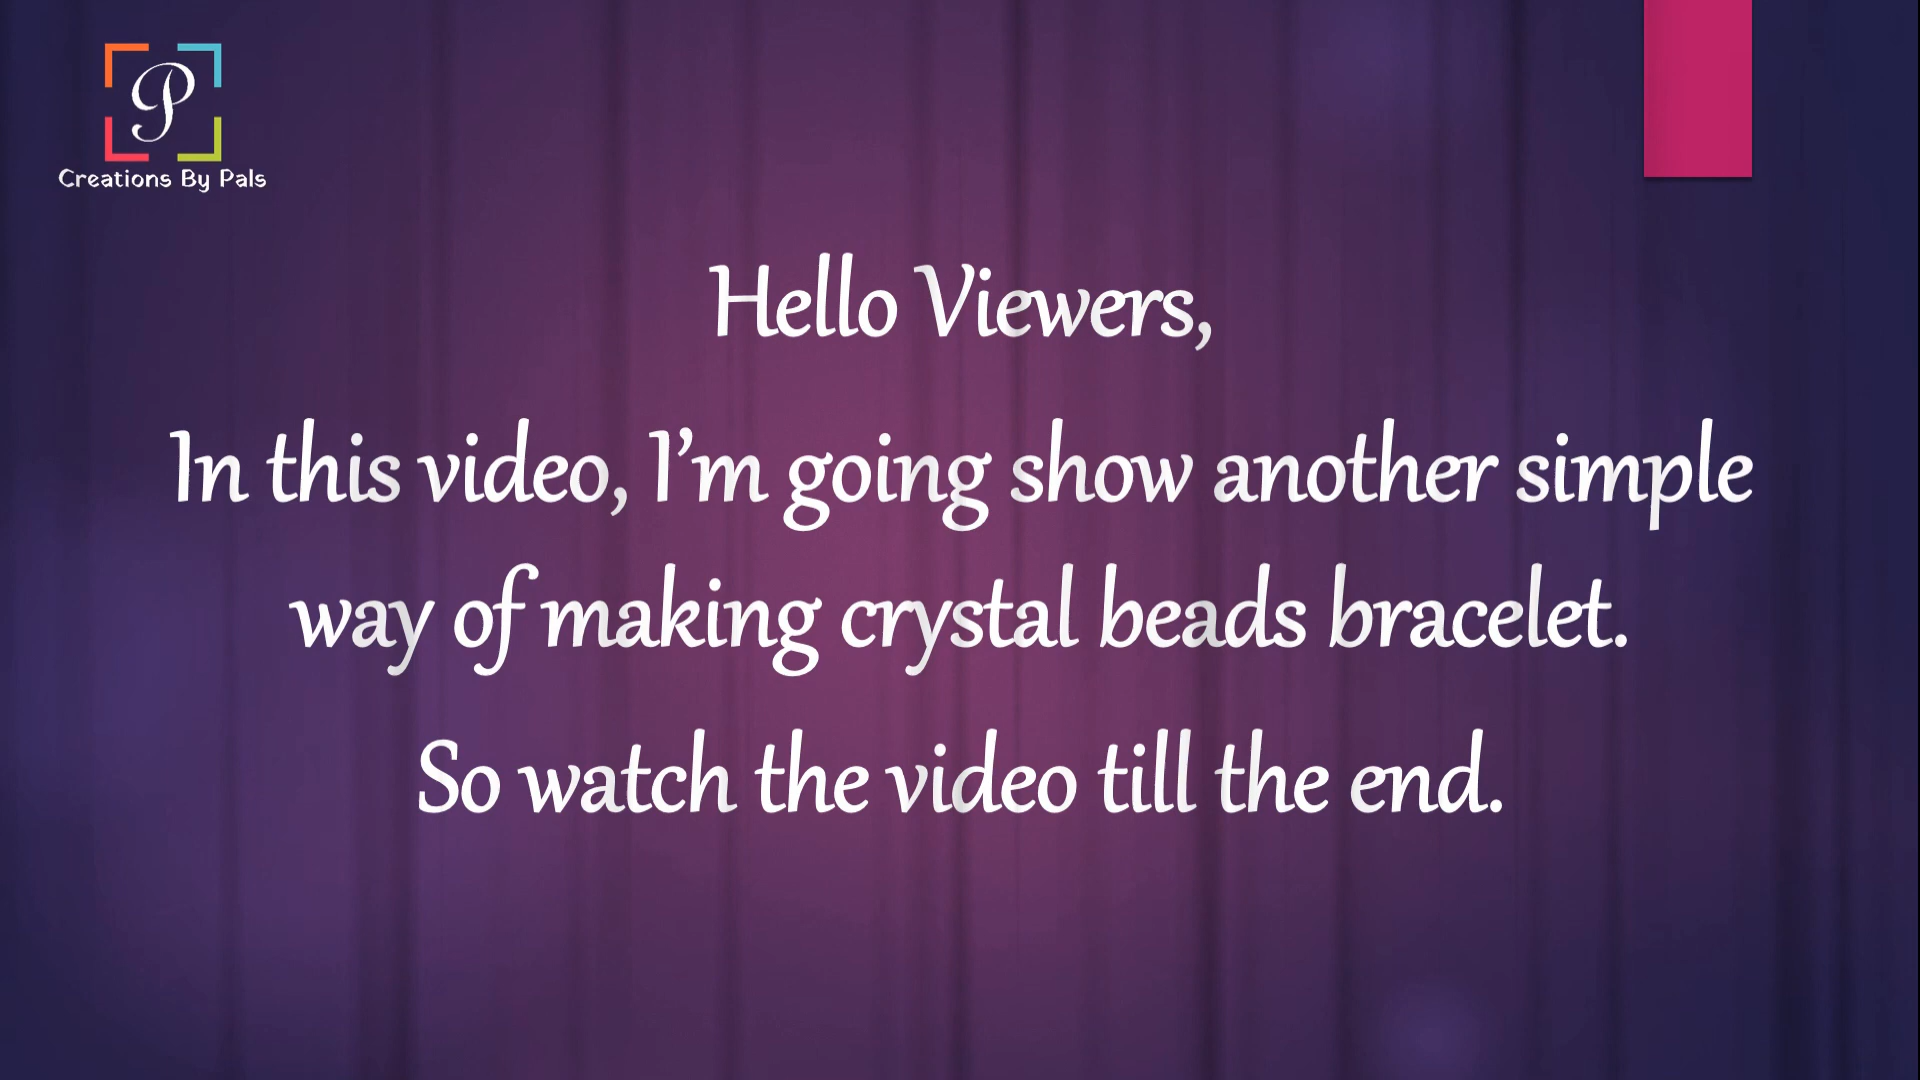 P
Creations By Pals
Hello Viewers,
In this video, I’m going show another simple
way of making crystal beads bracelet.
So watch the video till the end.